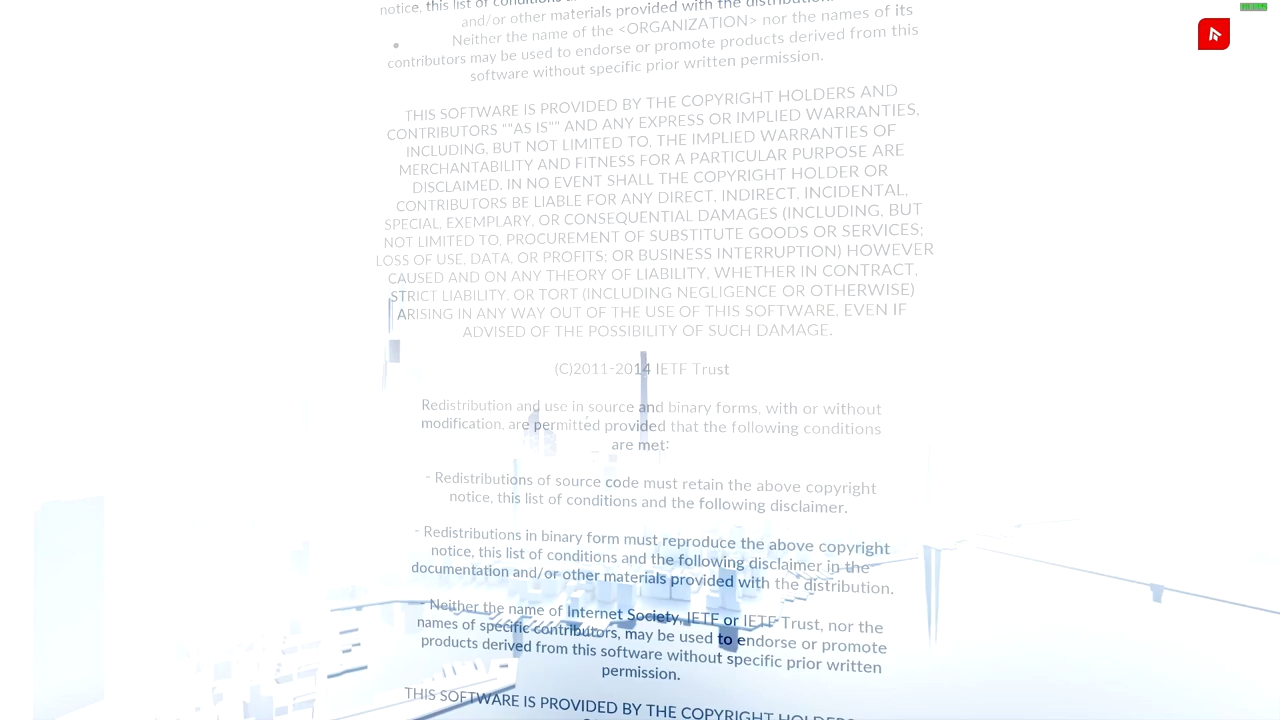 notice, this list of conditions
and/or other materials provided with the distribution.
Neither the name of the <ORGANIZATION> nor the names of its
contributors may be used to endorse or promote products derived from this
software without specific prior written permission.
THIS SOFTWARE IS PROVIDED BY THE COPYRIGHT HOLDERS AND
CONTRIBUTORS ""AS IS"" AND ANY EXPRESS OR IMPLIED WARRANTIES,
INCLUDING, BUT NOT LIMITED TO, THE IMPLIED WARRANTIES OF
MERCHANTABILITY AND FITNESS FOR A PARTICULAR PURPOSE ARE
DISCLAIMED. IN NO EVENT SHALL THE COPYRIGHT HOLDER OR
CONTRIBUTORS BE LIABLE FOR ANY DIRECT, INDIRECT, INCIDENTAL,
SPECIAL, EXEMPLARY, OR CONSEQUENTIAL DAMAGES (INCLUDING, BUT
NOT LIMITED TO, PROCUREMENT OF SUBSTITUTE GOODS OR SERVICES;
LOSS OF USE, DATA, OR PROFITS; OR BUSINESS INTERRUPTION) HOWEVER
CAUSED AND ON ANY THEORY OF LIABILITY, WHETHER IN CONTRACT,
STRICT LIABILITY, OR TORT (INCLUDING NEGLIGENCE OR OTHERWISE)
ARISING IN ANY WAY OUT OF THE USE OF THIS SOFTWARE, EVEN IF
ADVISED OF THE POSSIBILITY OF SUCH DAMAGE.
(C)2011-2014 IETF Trust
Redistribution and use in source and binary forms, with or without
modification, are permitted provided that the following conditions
are met:
- Redistributions of source code must retain the above copyright
notice, this list of conditions and the following disclaimer.
- Redistributions in binary form must reproduce the above copyright
notice, this list of conditions and the following disclaimer in the
documentation and/or other materials provided with the distribution.
- Neither the name of Internet Society, IETF or IETF Trust, nor the
names of specific contributors, may be used to endorse or promote
products derived from this software without specific prior written
permission.
THIS SOFTWARE IS PROVIDED BY THE COPYRIGHT HOLDERS